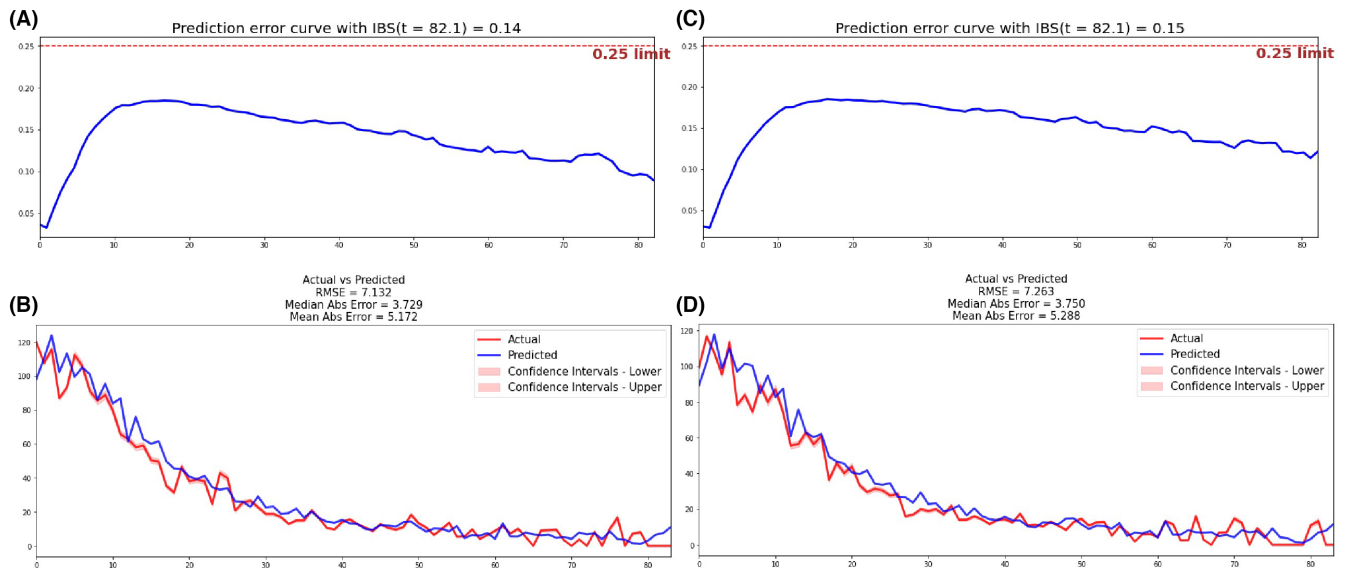 (A)
Prediction error curve with IBS(t = 82.1) = 0.14
0.25 limit
0.25
0.20
0.15
0.10
0.05
0 10 20 30 40 50 60 70 80
(C)
Prediction error curve with IBS(t = 82.1) = 0.15
0.25 limit
0.25
0.20
0.15
0.10
0.05
0 10 20 30 40 50 60 70 80
(B)
Actual vs Predicted
RMSE = 7.132
Median Abs Error = 3.729
Mean Abs Error = 5.172
Actual
Predicted
Confidence Intervals - Lower
Confidence Intervals - Upper
120
100
80
60
40
20
0
0 10 20 30 40 50 60 70 80
(D)
Actual vs Predicted
RMSE = 7.263
Median Abs Error = 3.750
Mean Abs Error = 5.288
Actual
Predicted
Confidence Intervals - Lower
Confidence Intervals - Upper
120
100
80
60
40
20
0
0 10 20 30 40 50 60 70 80